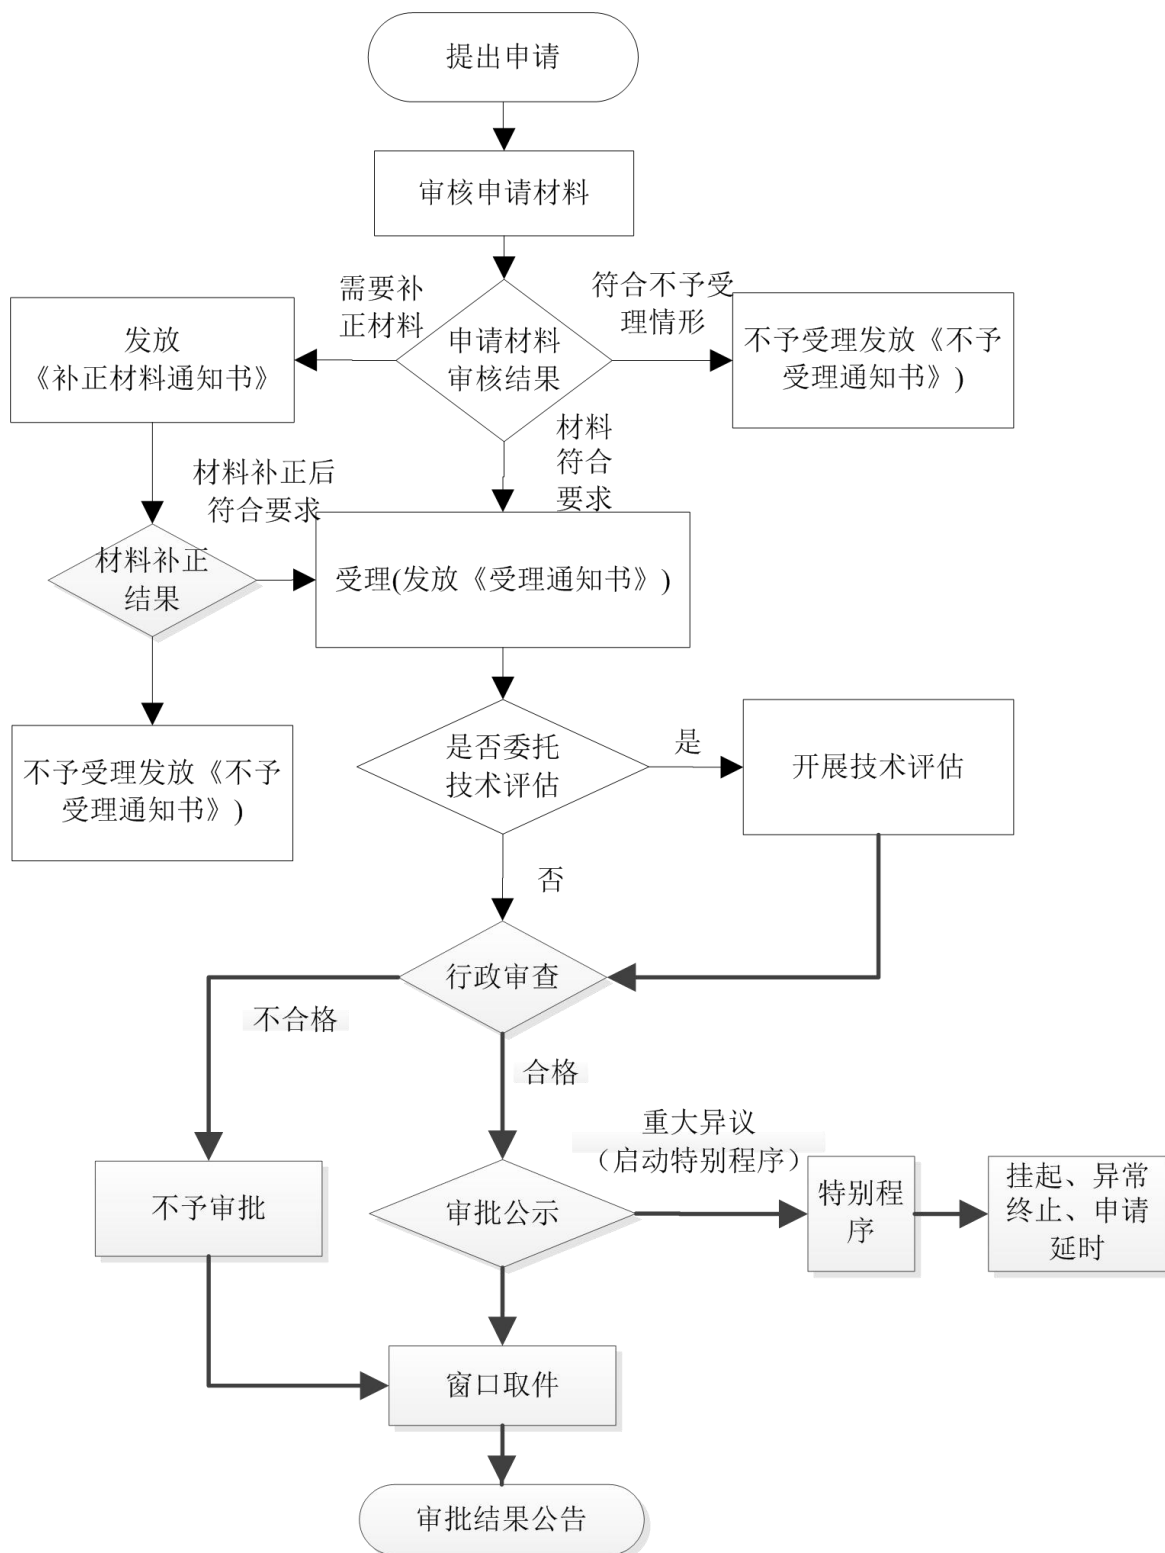 提出申请
审核申请材料
需要补
正材料
符合不予受
理情形
发放
《补正材料通知书》
申请材料
审核结果
不予受理发放《不予
受理通知书》)
材料
符合
要求
材料补正后
符合要求
材料补正
结果
受理(发放《受理通知书》)
不予受理发放《不予
受理通知书》)
是否委托
技术评估
是
开展技术评估
否
行政审查
不合格
合格
重大异议
（启动特别程序）
不予审批
审批公示
特别程
序
挂起、异常
终止、申请
延时
窗口取件
审批结果公告